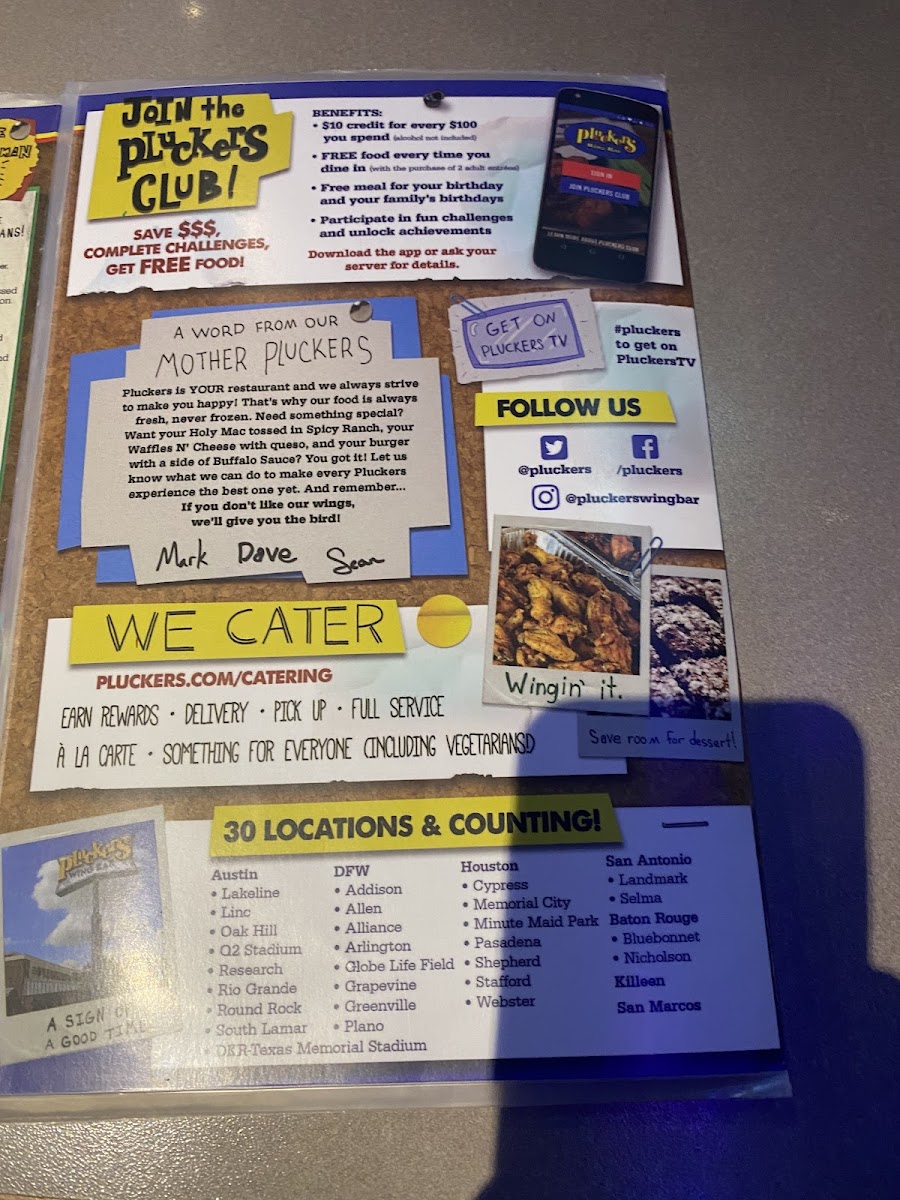 JOIN the
PLUCKERS
CLUB!
SAVE $$$,
COMPLETE CHALLENGES,
GET FREE FOOD!
BENEFITS:
• $10 credit for every $100
you spend (alcohol not included)
• FREE food every time you
dine in (with the purchase of 2 adult entrées)
• Free meal for your birthday
and your family's birthdays
• Participate in fun challenges
and unlock achievements
Download the app or ask your
server for details.
Pluckers
WING BAR
SIGN IN
JOIN PLUCKERS CLUB
LEARN MORE ABOUT PLUCKERS CLUB
MAN
ANS!
A WORD FROM OUR
MOTHER PLUCKERS
Pluckers is YOUR restaurant and we always strive
to make you happy! That's why our food is always
fresh, never frozen. Need something special?
Want your Holy Mac tossed in Spicy Ranch, your
Waffles N' Cheese with queso, and your burger
with a side of Buffalo Sauce? You got it! Let us
know what we can do to make every Pluckers
experience the best one yet. And remember...
If you don't like our wings,
we'll give you the bird!
Mark Dave Sean
GET ON
PLUCKERS TV
#pluckers
to get on
PluckersTV
FOLLOW US
@pluckers
/pluckers
@pluckerswingbar
Wingin' it.
Save room for dessert!
WE CATER
PLUCKERS.COM/CATERING
EARN REWARDS • DELIVERY • PICK UP • FULL SERVICE
À LA CARTE • SOMETHING FOR EVERYONE (INCLUDING VEGETARIANS!)
Pluckers
WING BAR
A SIGN OF
A GOOD TIME
30 LOCATIONS & COUNTING!
Austin
• Lakeline
• Linc
• Oak Hill
• Q2 Stadium
• Research
• Rio Grande
• Round Rock
• South Lamar
• DKR-Texas Memorial Stadium
DFW
• Addison
• Allen
• Alliance
• Arlington
• Globe Life Field
• Grapevine
• Greenville
• Plano
Houston
• Cypress
• Memorial City
• Minute Maid Park
• Pasadena
• Shepherd
• Stafford
• Webster
San Antonio
• Landmark
• Selma
Baton Rouge
• Bluebonnet
• Nicholson
Killeen
San Marcos